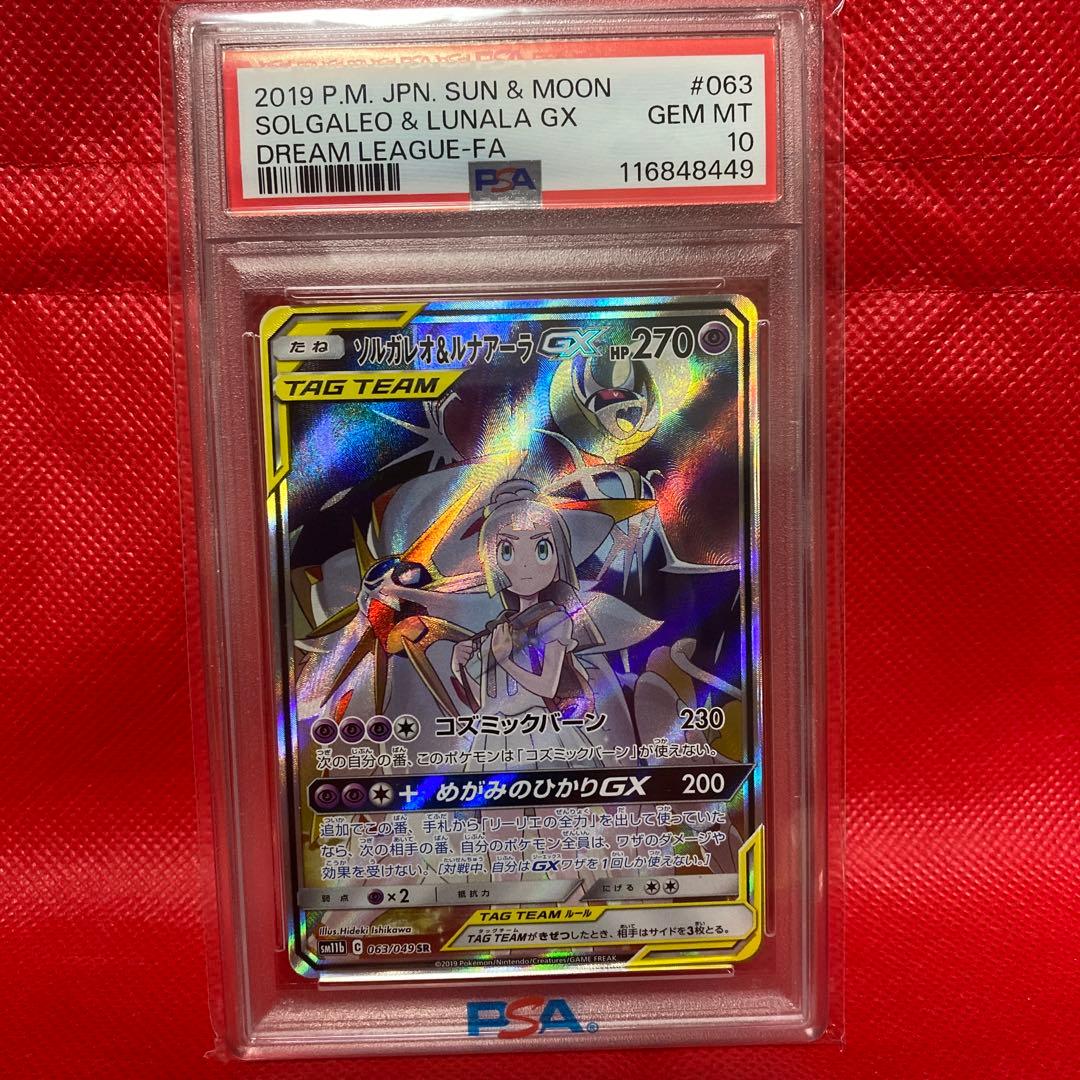 2019 P.M. JPN. SUN & MOON #063
SOLGALEO & LUNALA GX GEM MT
DREAM LEAGUE-FA 10
PSA 116848449
たね ソルガレオ&ルナアーラGX HP270
TAG TEAM
コズミックバーン 230
次の自分の番、このポケモンは「コズミックバーン」が使えない。
+ めがみのひかりGX 200
追加でこの番、手札から「リーリエの全力」を出して使っていた
なら、次の相手の番、自分のポケモン全員は、ワザのダメージや
効果を受けない。[対戦中、自分はGXワザを1回しか使えない。]
弱点 ×2 抵抗力 にげる
TAG TEAM ルール
TAG TEAMがきぜつしたとき、相手はサイドを3枚とる。
Illus.Hideki Ishikawa
sm11b C 063/049 SR
©2019 Pokémon/Nintendo/Creatures/GAME FREAK
PSA®